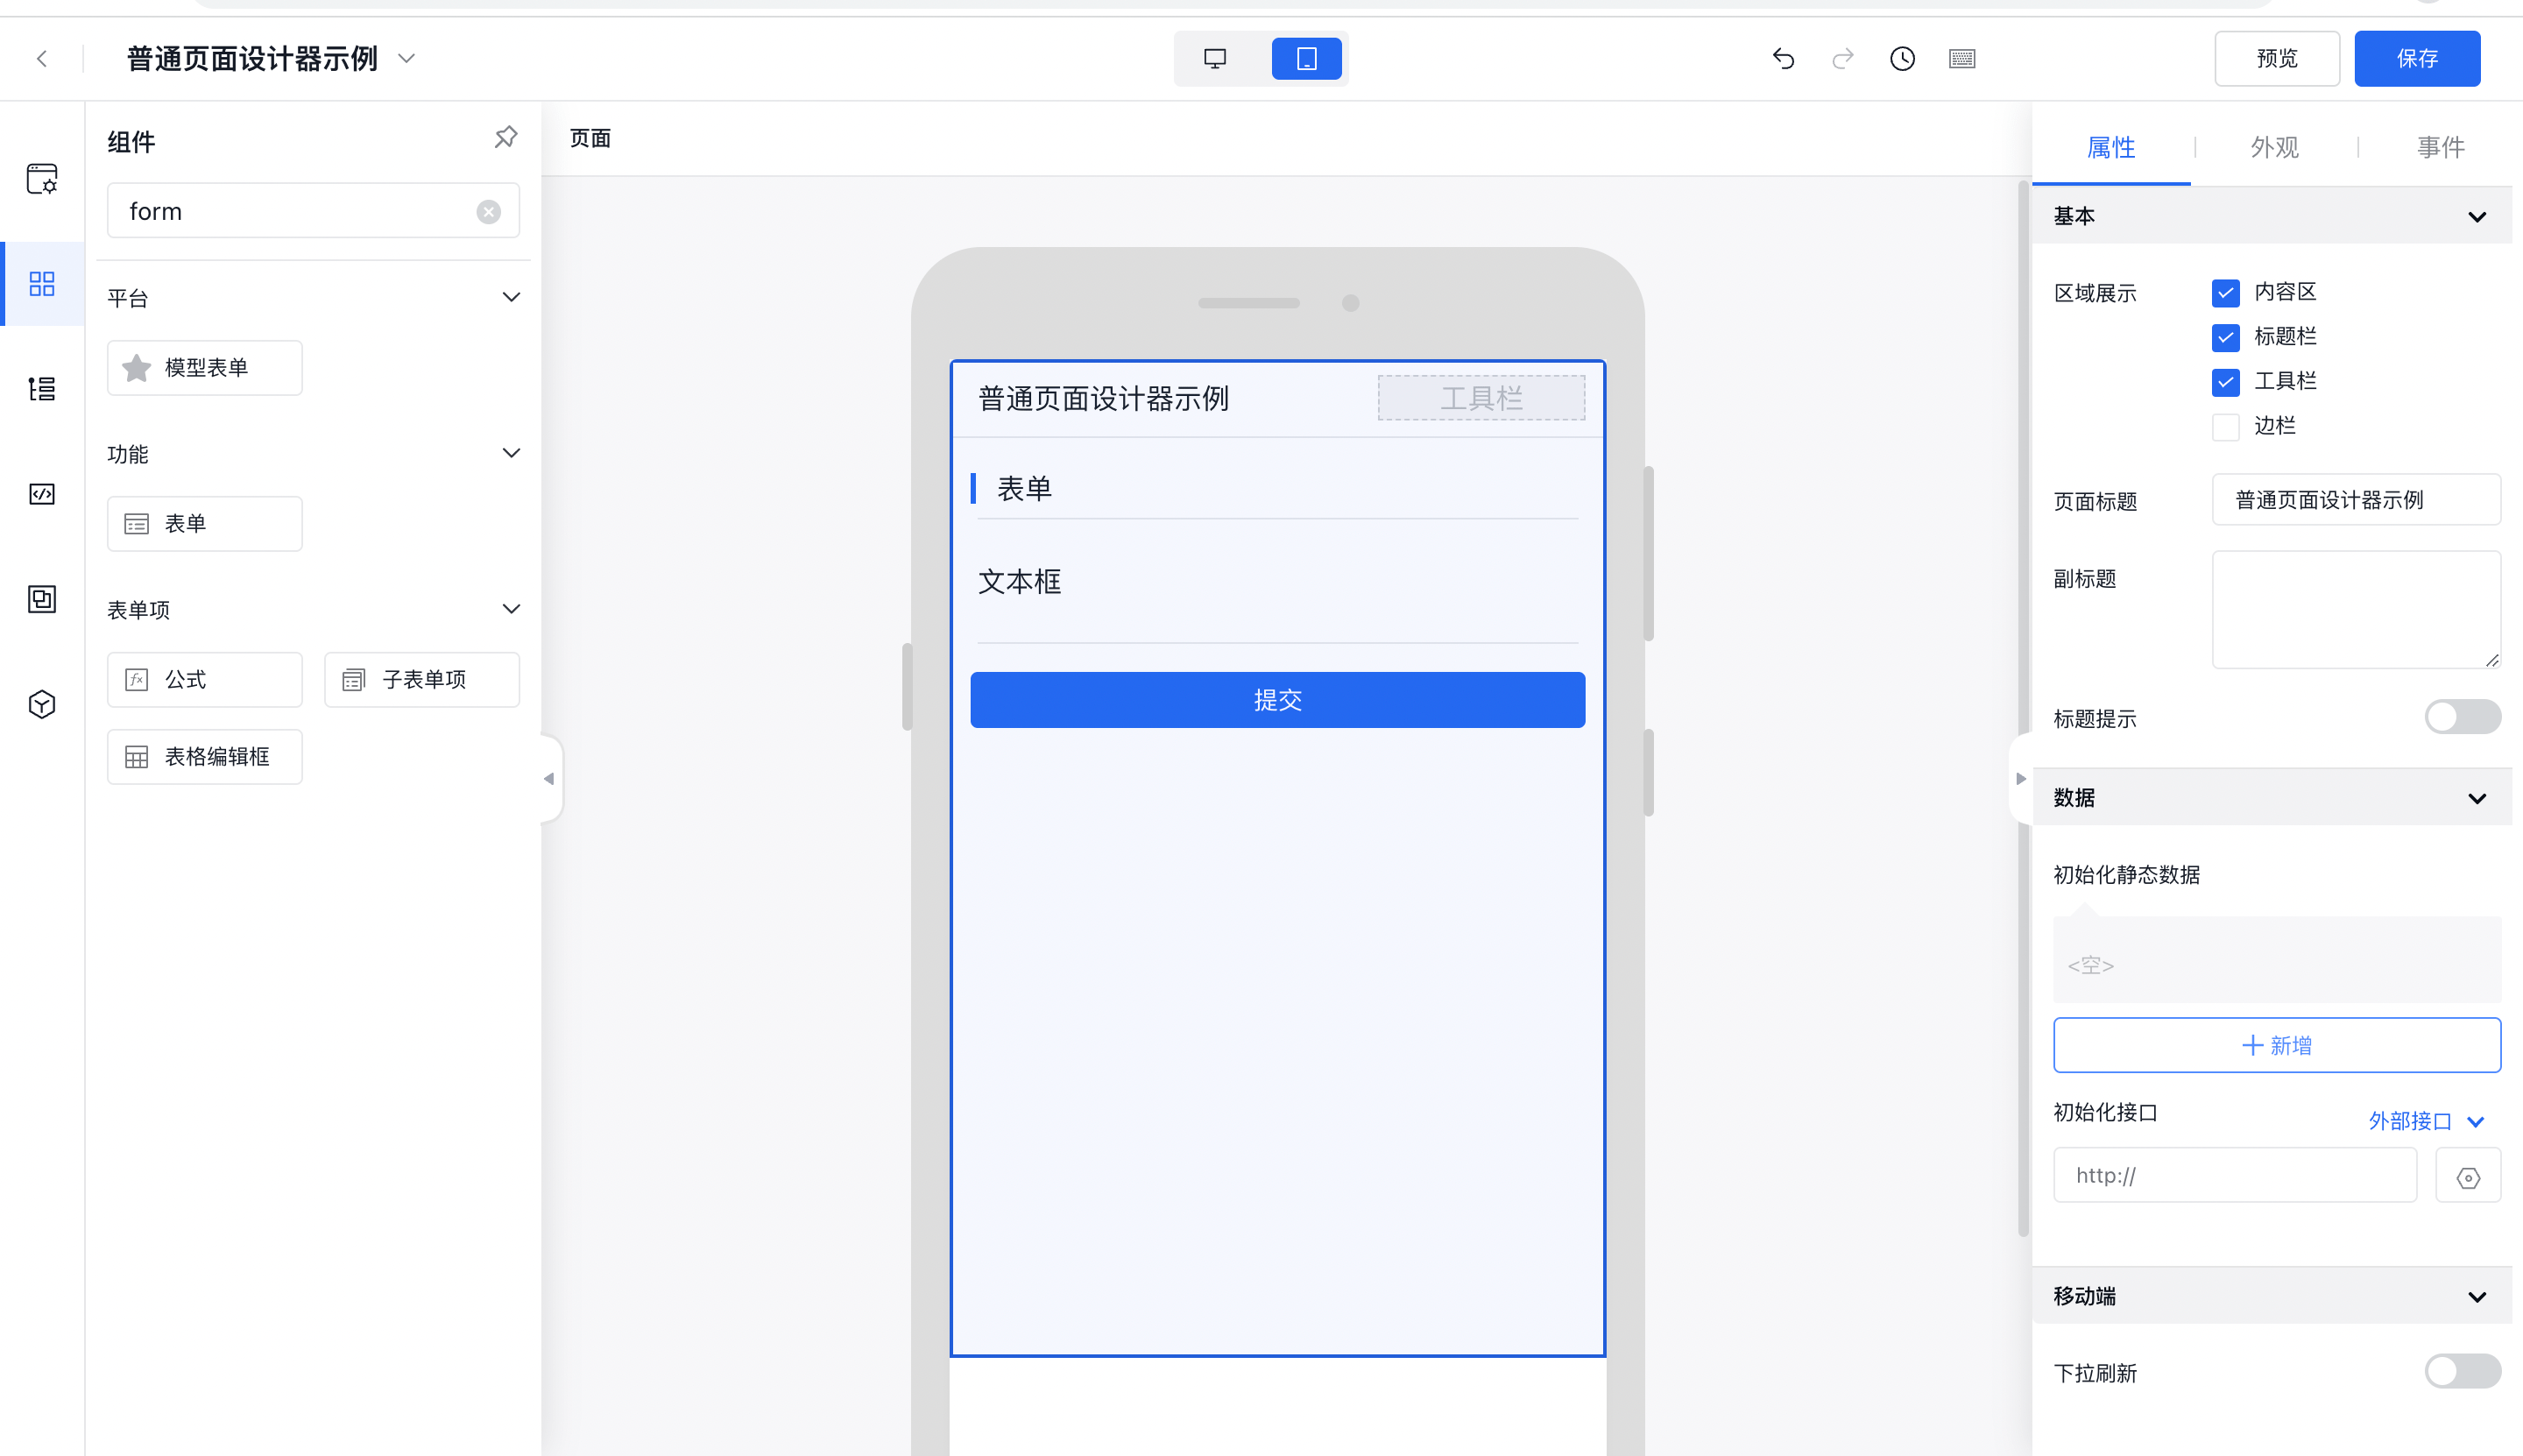 普通页面设计器示例
预览
保存
组件
form
平台
模型表单
功能
表单
表单项
公式
子表单项
表格编辑框
页面
普通页面设计器示例
工具栏
表单
文本框
提交
属性
外观
事件
基本
区域展示
内容区
标题栏
工具栏
边栏
页面标题
普通页面设计器示例
副标题
标题提示
数据
初始化静态数据
<空>
新增
初始化接口
外部接口
http://
移动端
下拉刷新